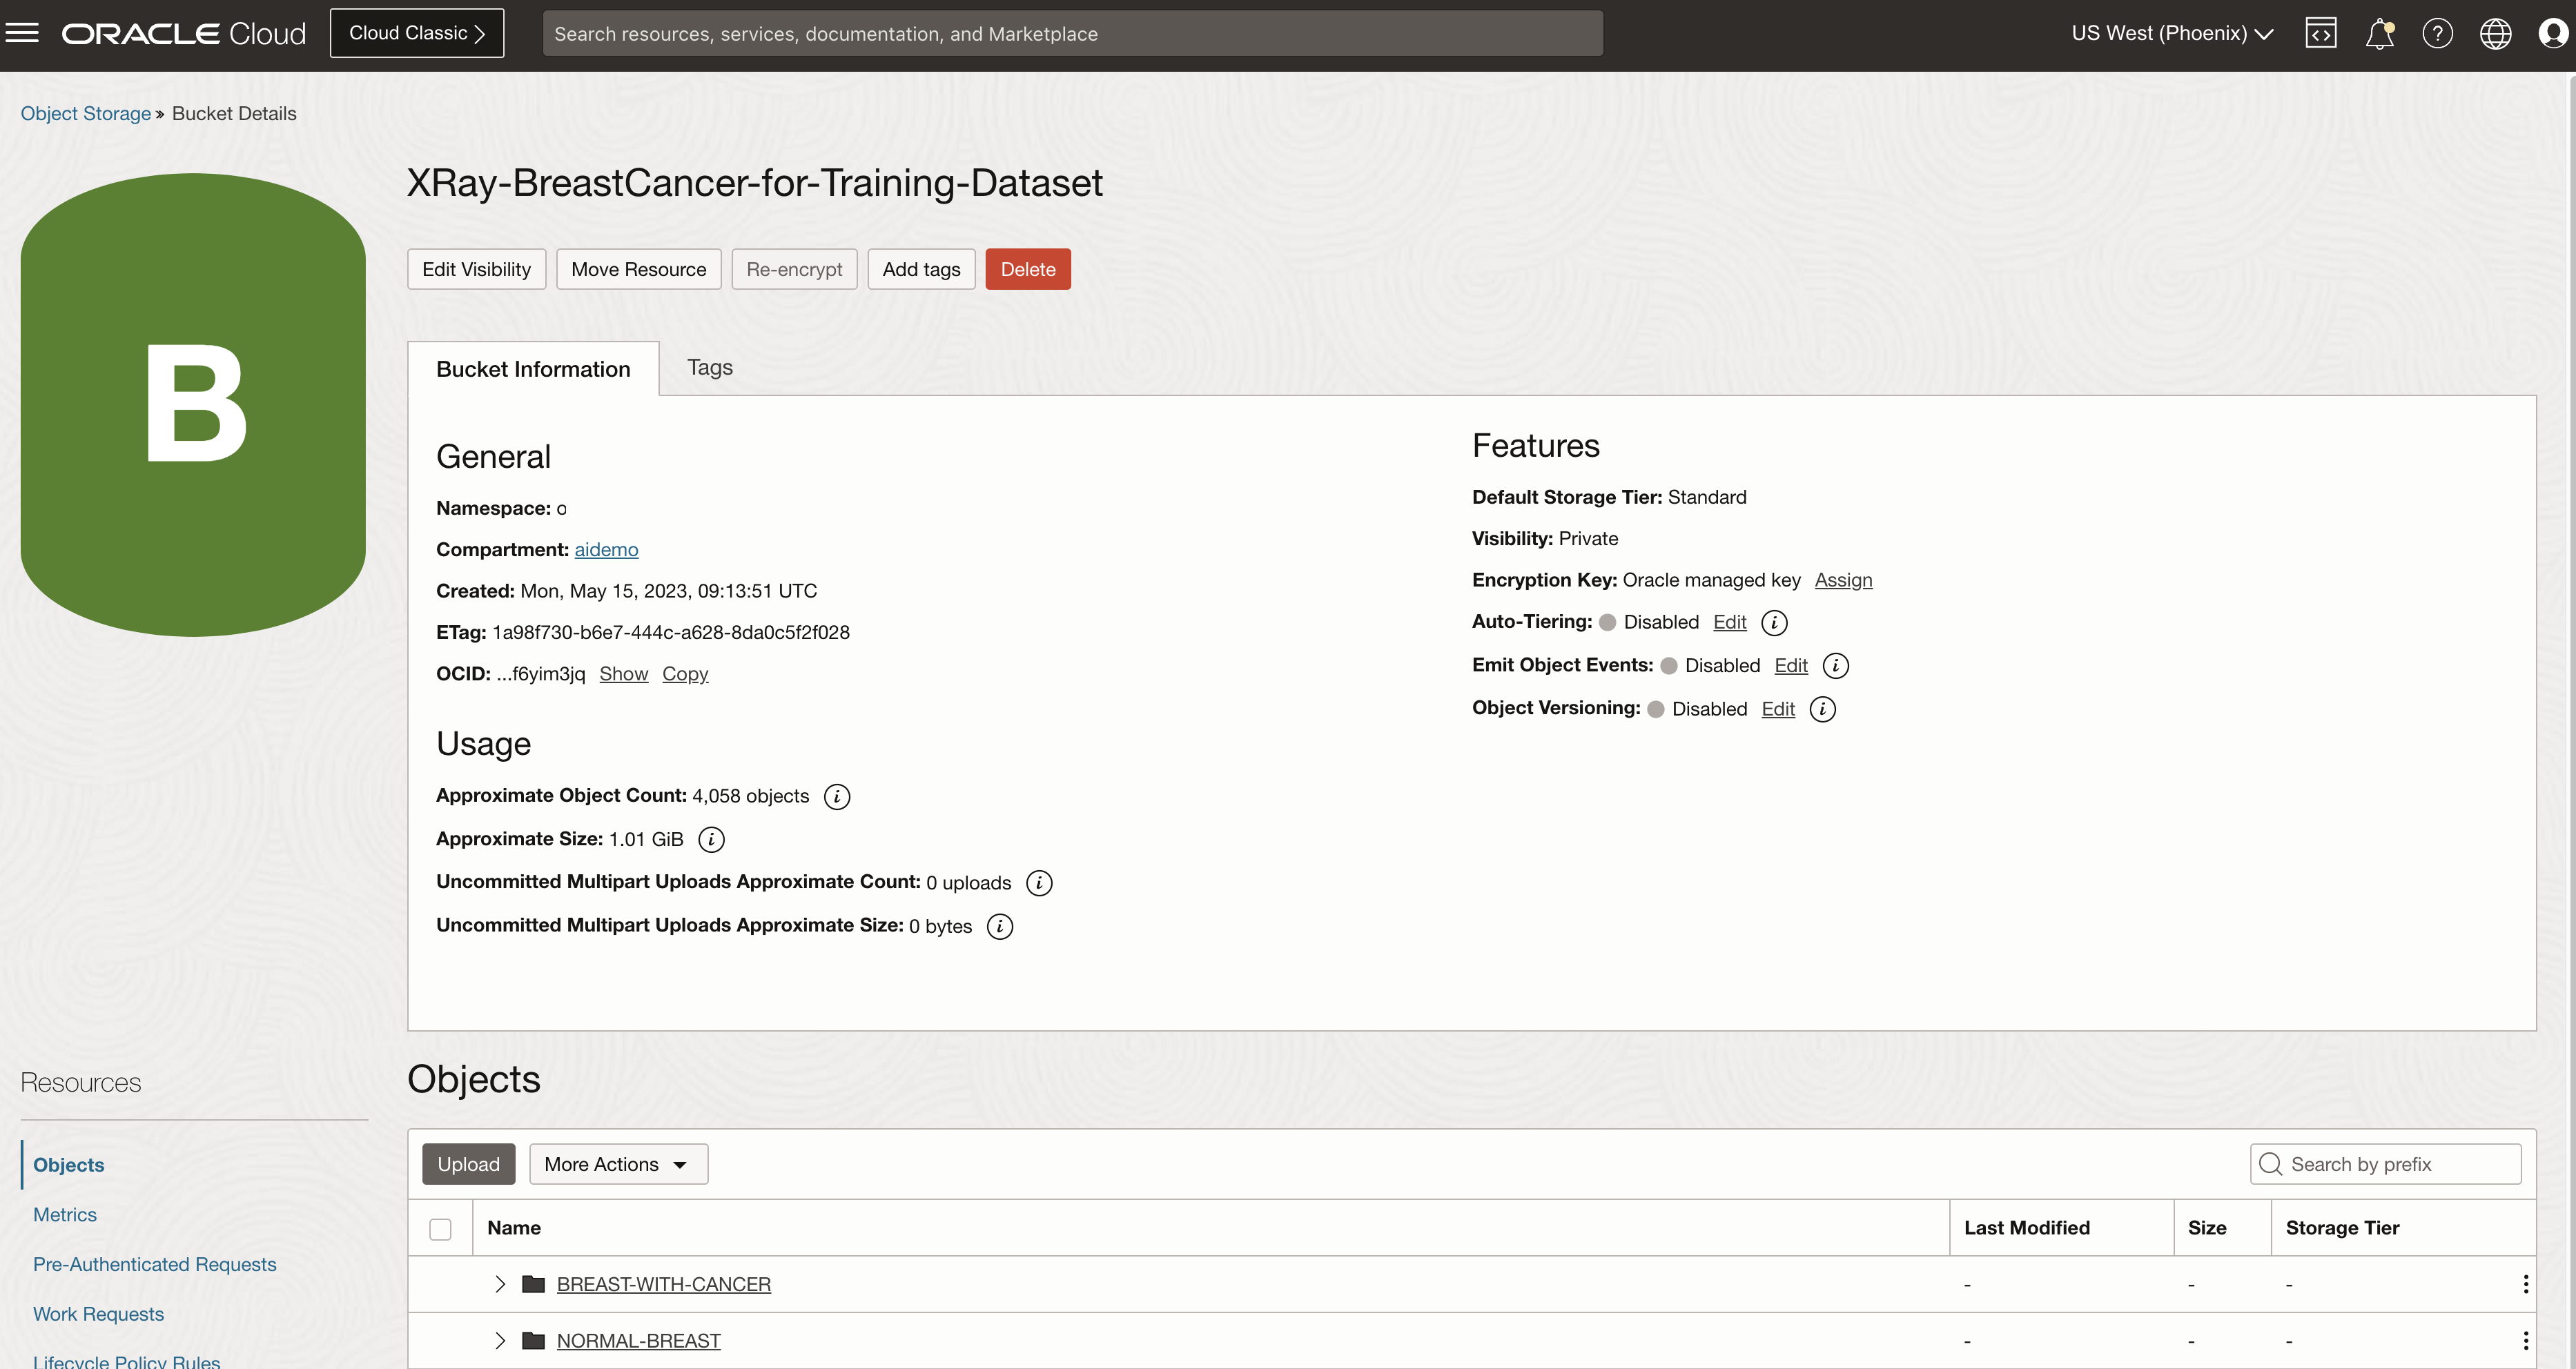 ORACLE Cloud
Cloud Classic
Search resources, services, documentation, and Marketplace
US West (Phoenix)
Object Storage » Bucket Details
B
XRay-BreastCancer-for-Training-Dataset
Edit Visibility
Move Resource
Re-encrypt
Add tags
Delete
Bucket Information
Tags
General
Namespace: o
Compartment: aidemo
Created: Mon, May 15, 2023, 09:13:51 UTC
ETag: 1a98f730-b6e7-444c-a628-8da0c5f2f028
OCID: ...f6yim3jq Show Copy
Usage
Approximate Object Count: 4,058 objects
Approximate Size: 1.01 GiB
Uncommitted Multipart Uploads Approximate Count: 0 uploads
Uncommitted Multipart Uploads Approximate Size: 0 bytes
Features
Default Storage Tier: Standard
Visibility: Private
Encryption Key: Oracle managed key Assign
Auto-Tiering: Disabled Edit
Emit Object Events: Disabled Edit
Object Versioning: Disabled Edit
Resources
Objects
Metrics
Pre-Authenticated Requests
Work Requests
Lifecycle Policy Rules
Objects
Upload
More Actions
Search by prefix
Name
Last Modified
Size
Storage Tier
BREAST-WITH-CANCER - - -
NORMAL-BREAST - - -